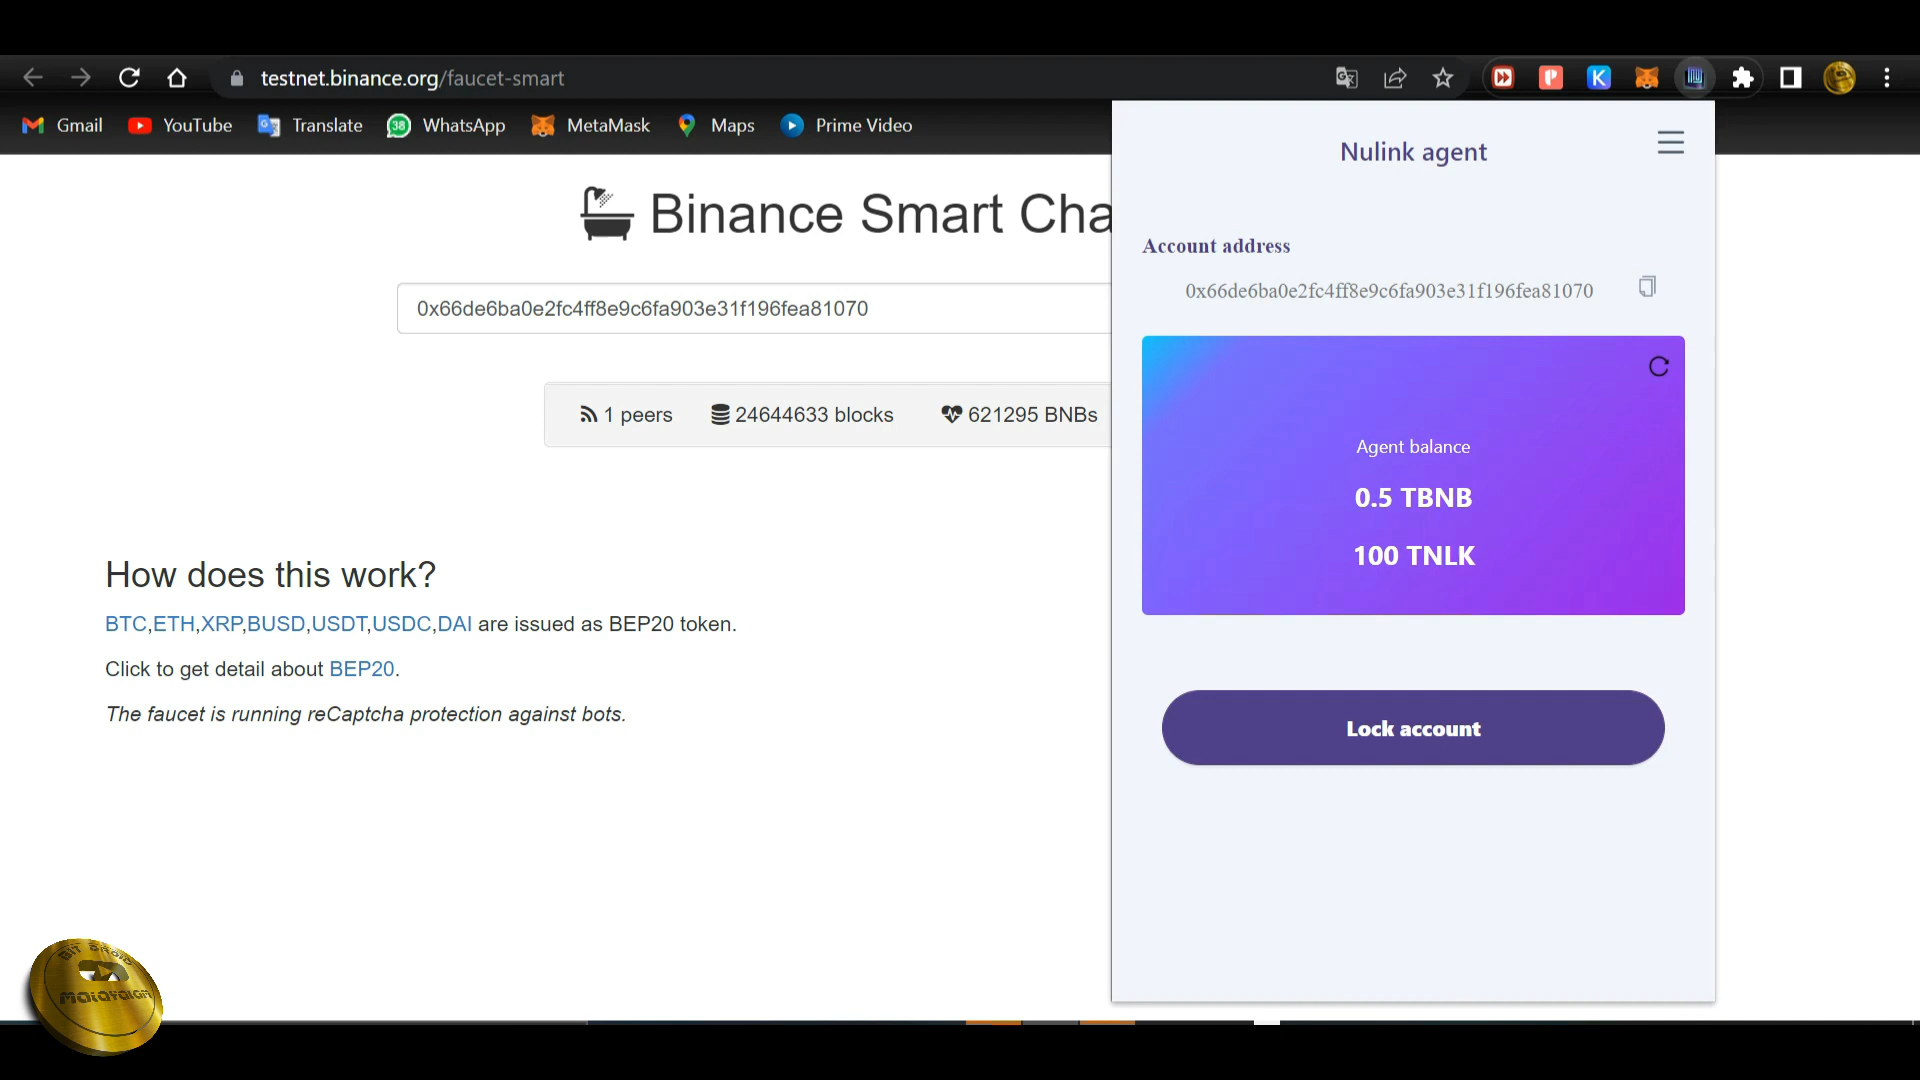 testnet.binance.org/faucet-smart
Gmail
YouTube
Translate
38
WhatsApp
MetaMask
Maps
Prime Video
Binance Smart Cha
0x66de6ba0e2fc4ff8e9c6fa903e31f196fea81070
1 peers
24644633 blocks
621295 BNBs
How does this work?
BTC,ETH,XRP,BUSD,USDT,USDC,DAI are issued as BEP20 token.
Click to get detail about BEP20.
The faucet is running reCaptcha protection against bots.
Nulink agent
Account address
0x66de6ba0e2fc4ff8e9c6fa903e31f196fea81070
Agent balance
0.5 TBNB
100 TNLK
Lock account
BIT DROID